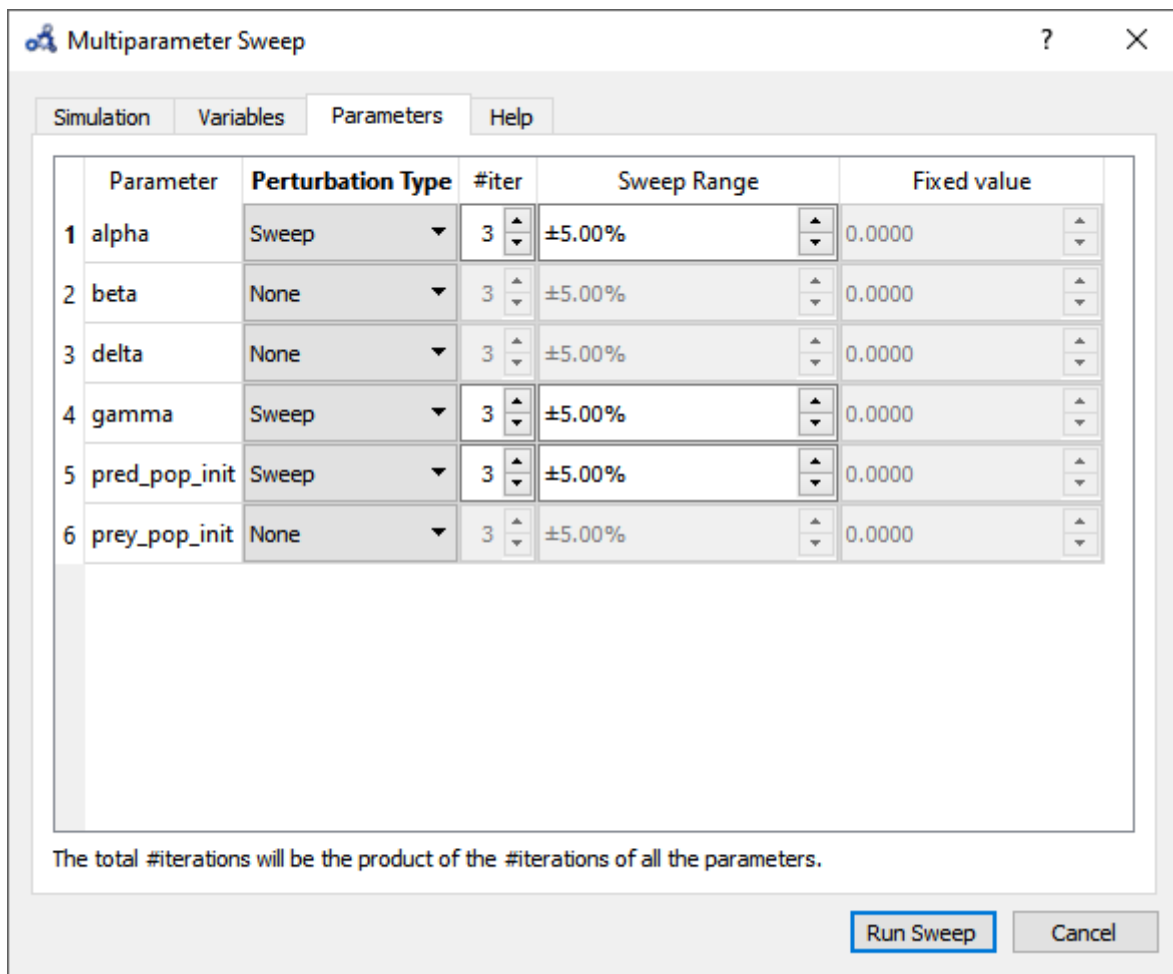 Multiparameter Sweep ?
Simulation Variables Parameters Help
Parameter Perturbation Type #iter Sweep Range Fixed value
1 alpha Sweep 3 ±5.00% 0.0000
2 beta None 3 ±5.00% 0.0000
3 delta None 3 ±5.00% 0.0000
4 gamma Sweep 3 ±5.00% 0.0000
5 pred_pop_init Sweep 3 ±5.00% 0.0000
6 prey_pop_init None 3 ±5.00% 0.0000
The total #iterations will be the product of the #iterations of all the parameters.
Run Sweep Cancel